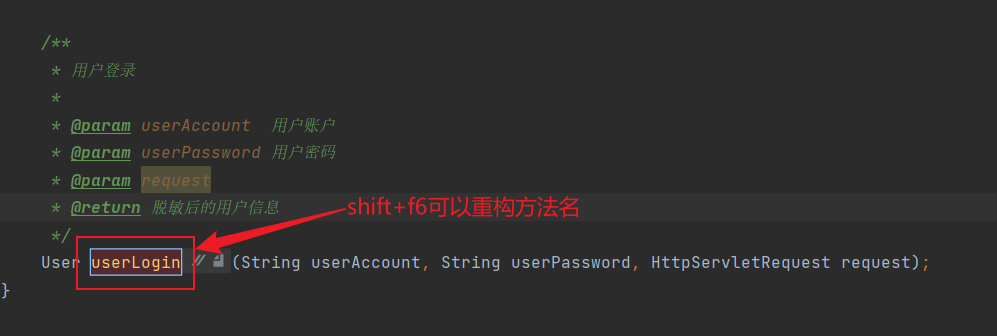 /**
* 用户登录
*
* @param userAccount 用户账户
* @param userPassword 用户密码
* @param request
* @return 脱敏后的用户信息
shift+f6可以重构方法名
*/
User userLogin(String userAccount, String userPassword, HttpServletRequest request);
}